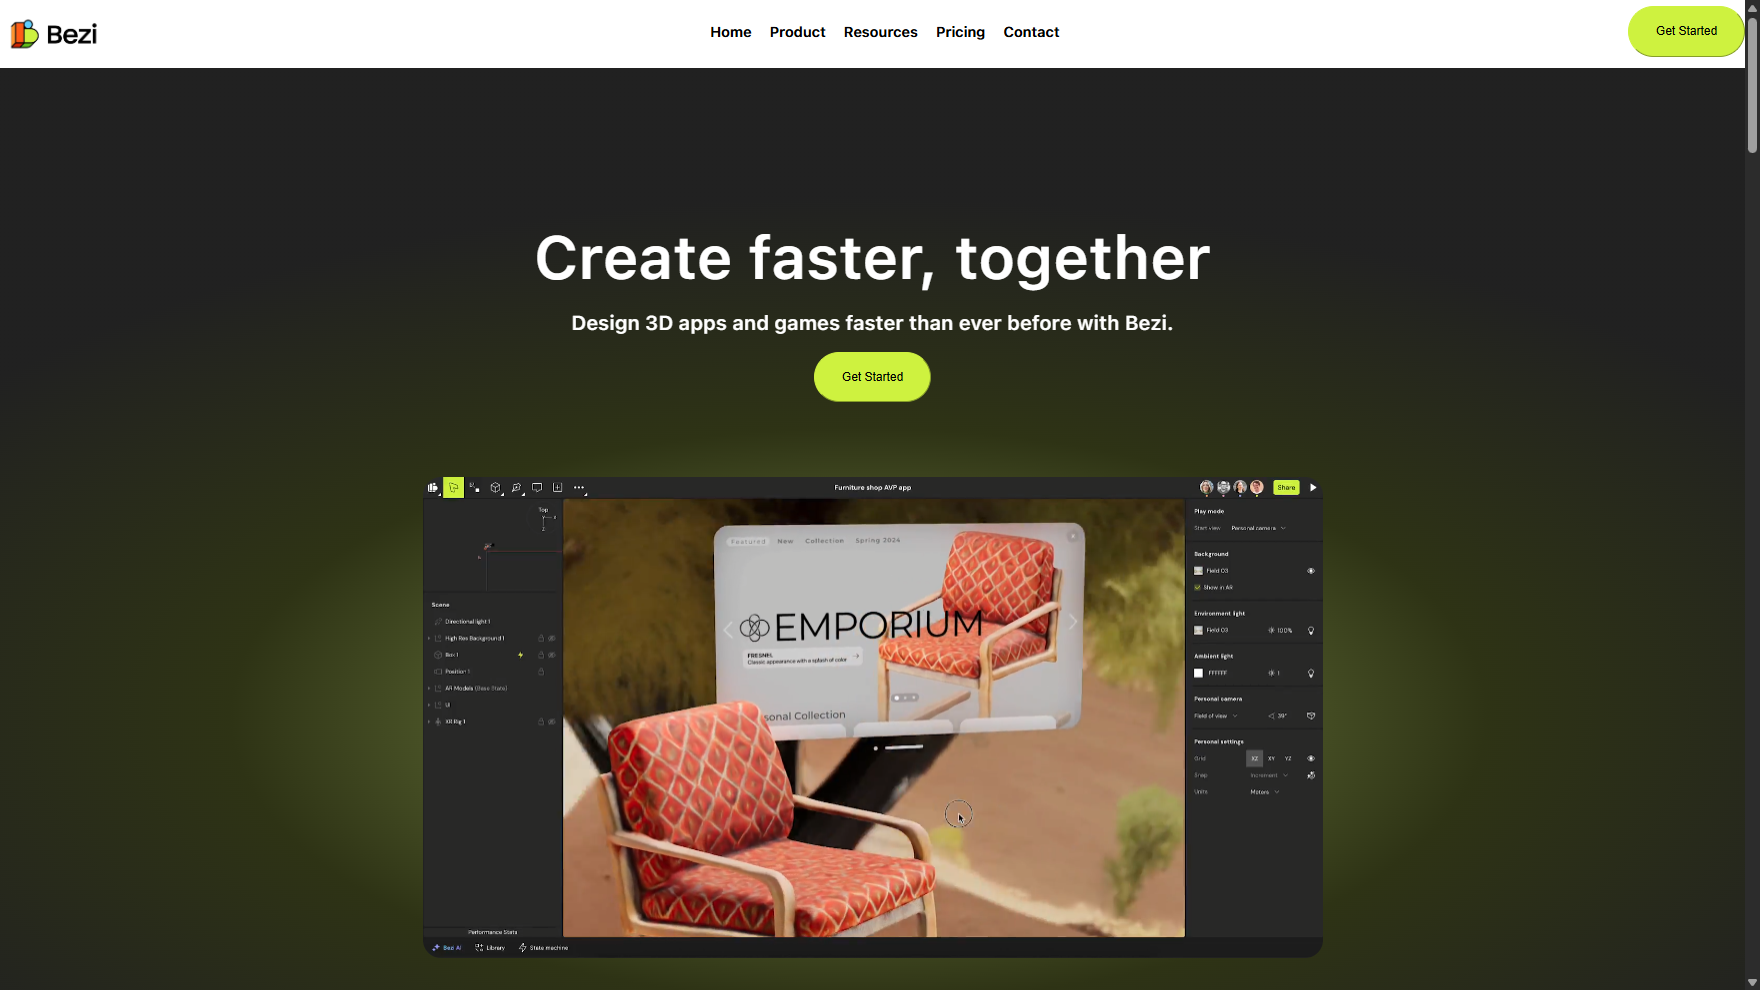 Bezi
Home Product Resources Pricing Contact
Get Started
Create faster, together
Design 3D apps and games faster than ever before with Bezi.
Get Started
Furniture shop AVP app
Share
Top
Scene
Directional light 1
High Res Background 1
Box 1
Position 1
AR Models (Base State)
UI
XR Rig 1
Performance Stats
Bezi AI Library State machine
Featured New Collection Spring 2024
EMPORIUM
FRESNEL
Classic appearance with a splash of color
sonal Collection
Play mode
Start view Personal camera
Background
Field 03
Show in AR
Environment light
Field 03 100%
Ambient light
FFFFFF 1
Personal camera
Field of view 39°
Personal settings
Grid XZ XY YZ
Snap Increment
Units Meters